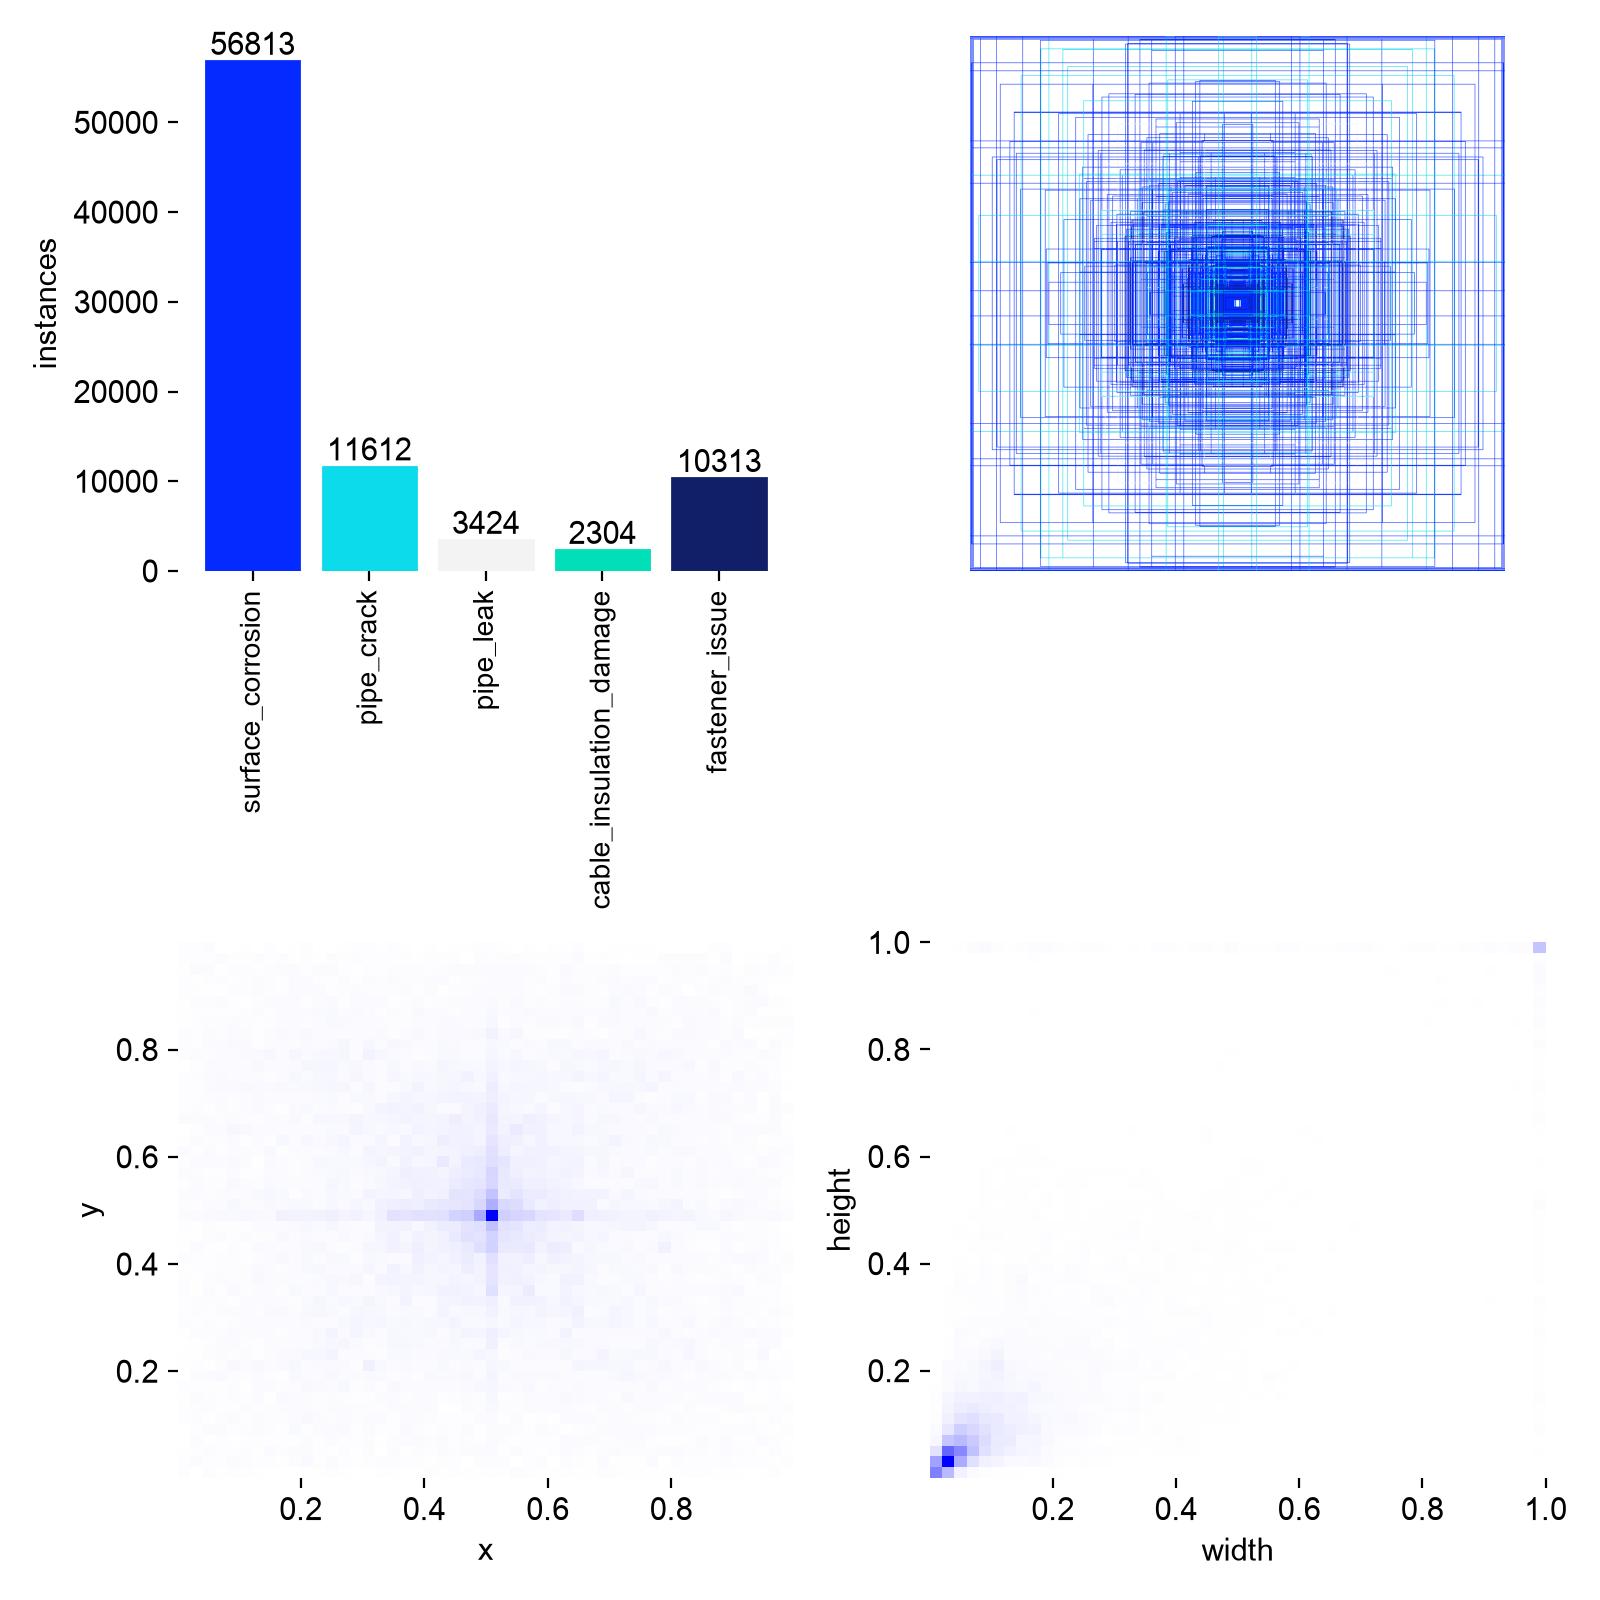 56813
50000
40000
30000
20000
10000
0
instances
11612
3424
2304
10313
surface_corrosion
pipe_crack
pipe_leak
cable_insulation_damage
fastener_issue
0.8
0.6
0.4
0.2
y
0.2 0.4 0.6 0.8
x
1.0
0.8
0.6
0.4
0.2
height
0.2 0.4 0.6 0.8 1.0
width